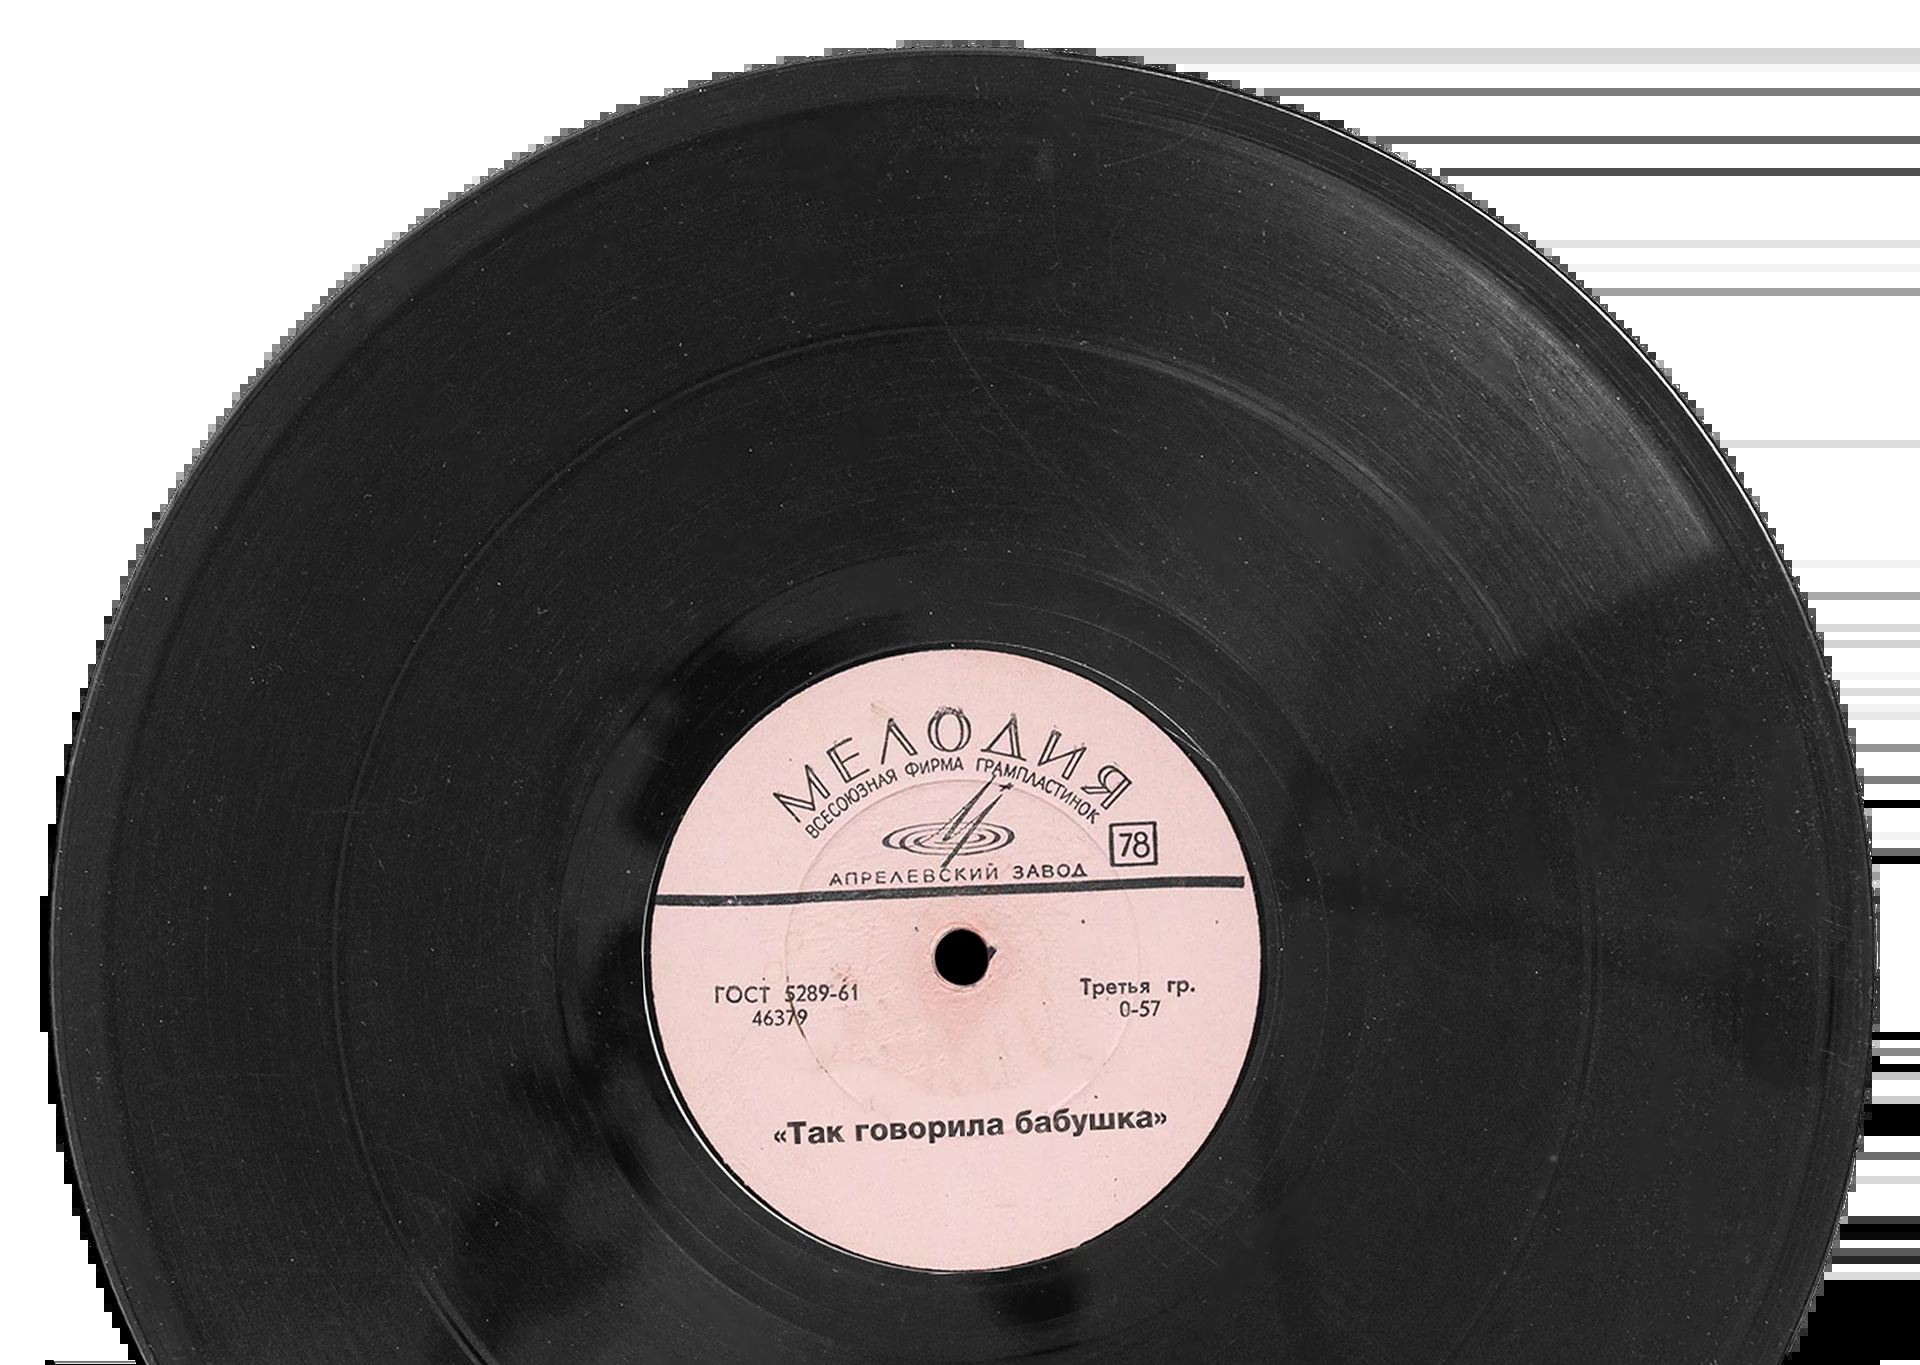 МЕЛОДИЯ
ВСЕСОЮЗНАЯ ФИРМА ГРАМПЛАСТИНОК
78
АПРЕЛЕВСКИЙ ЗАВОД
ГОСТ 5289-61
46379
Третья гр.
0-57
«Так говорила бабушка»